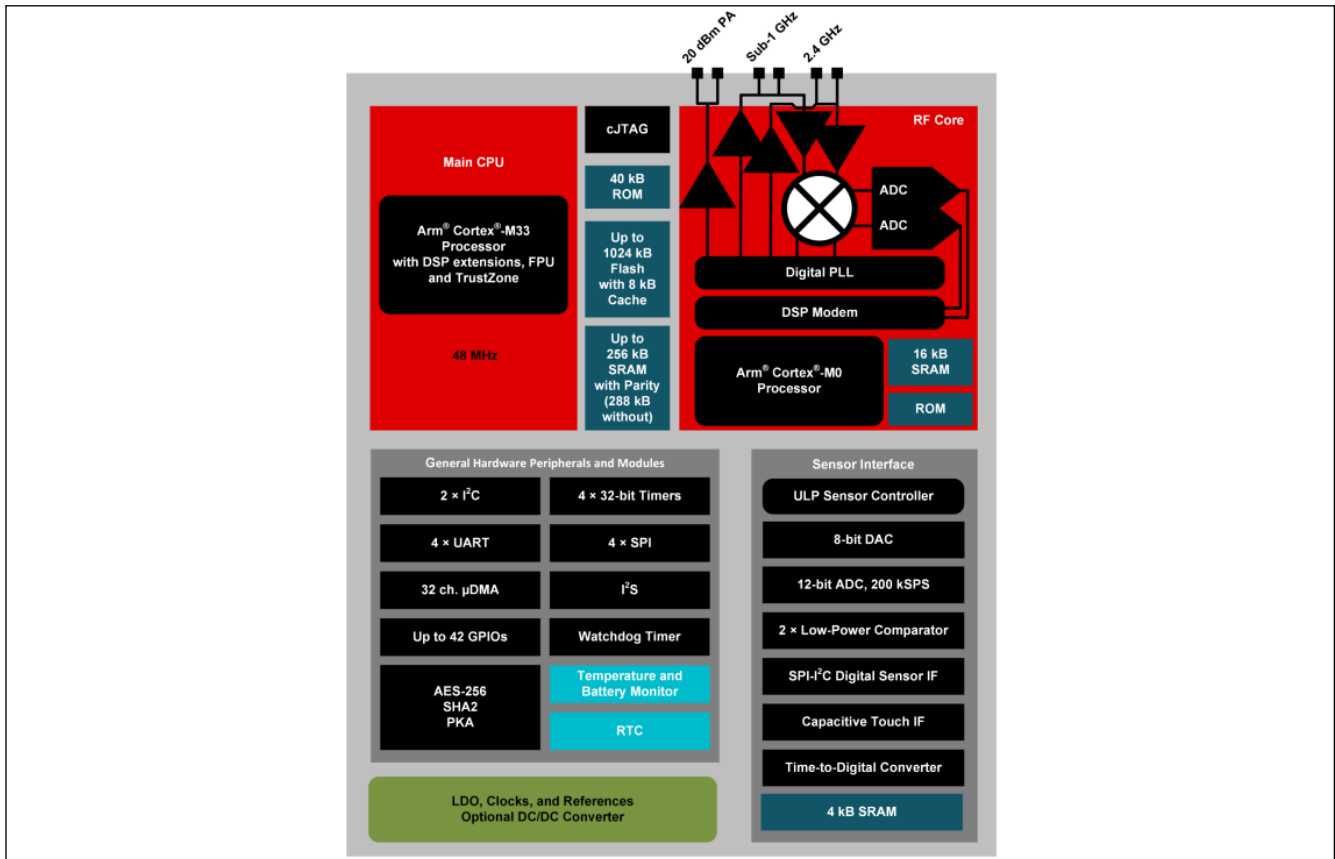 20 dBm PA
Sub-1 GHz
2.4 GHz
Main CPU
Arm® Cortex®-M33
Processor
with DSP extensions, FPU
and TrustZone
48 MHz
cJTAG
40 kB
ROM
Up to
1024 kB
Flash
with 8 kB
Cache
Up to
256 kB
SRAM
with Parity
(288 kB
without)
RF Core
ADC
ADC
Digital PLL
DSP Modem
Arm® Cortex®-M0
Processor
16 kB
SRAM
ROM
General Hardware Peripherals and Modules
2 × I²C
4 × 32-bit Timers
4 × UART
4 × SPI
32 ch. µDMA
I²S
Up to 42 GPIOs
Watchdog Timer
AES-256
SHA2
PKA
Temperature and
Battery Monitor
RTC
LDO, Clocks, and References
Optional DC/DC Converter
Sensor Interface
ULP Sensor Controller
8-bit DAC
12-bit ADC, 200 kSPS
2 × Low-Power Comparator
SPI-I²C Digital Sensor IF
Capacitive Touch IF
Time-to-Digital Converter
4 kB SRAM